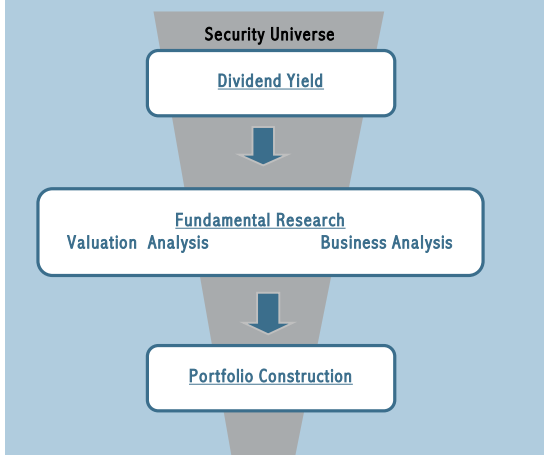 Security Universe
Dividend Yield
Fundamental Research
Valuation Analysis Business Analysis
Portfolio Construction